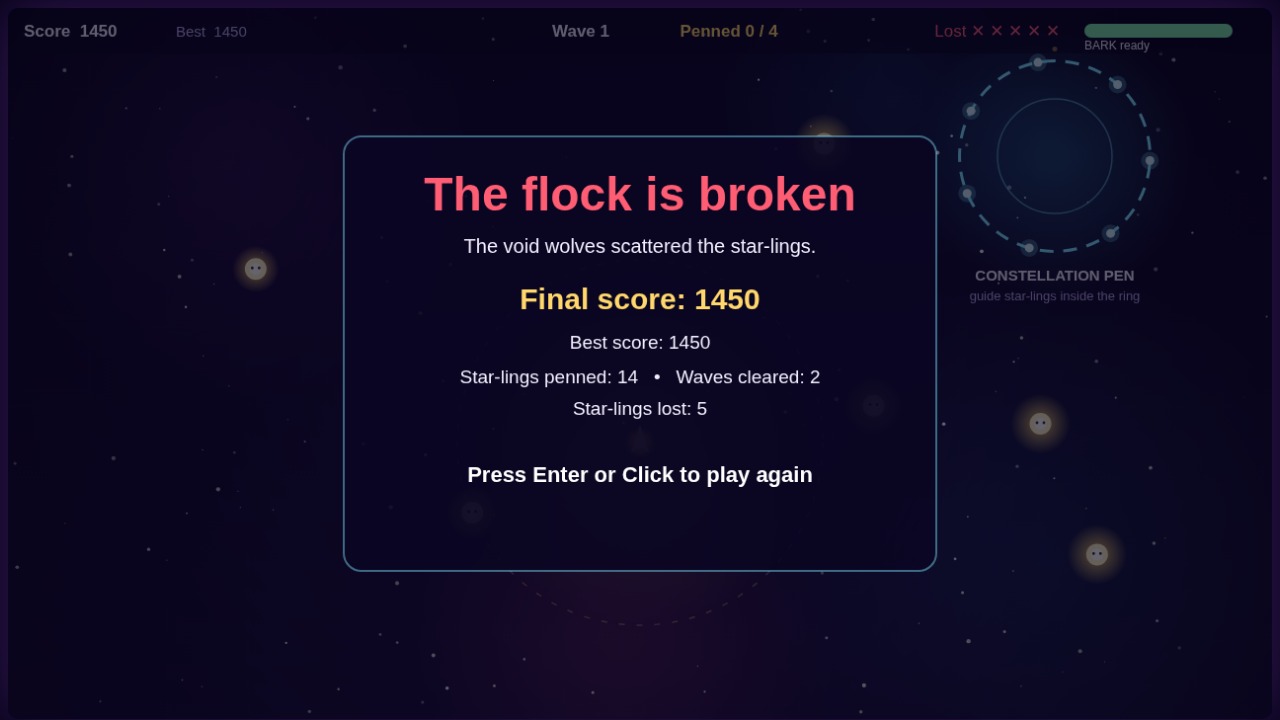 Score 1450 Best 1450 Wave 1 Penned 0 / 4 Lost ✕ ✕ ✕ ✕ ✕
BARK ready
The flock is broken
The void wolves scattered the star-lings.
Final score: 1450
Best score: 1450
Star-lings penned: 14 • Waves cleared: 2
Star-lings lost: 5
Press Enter or Click to play again
CONSTELLATION PEN
guide star-lings inside the ring